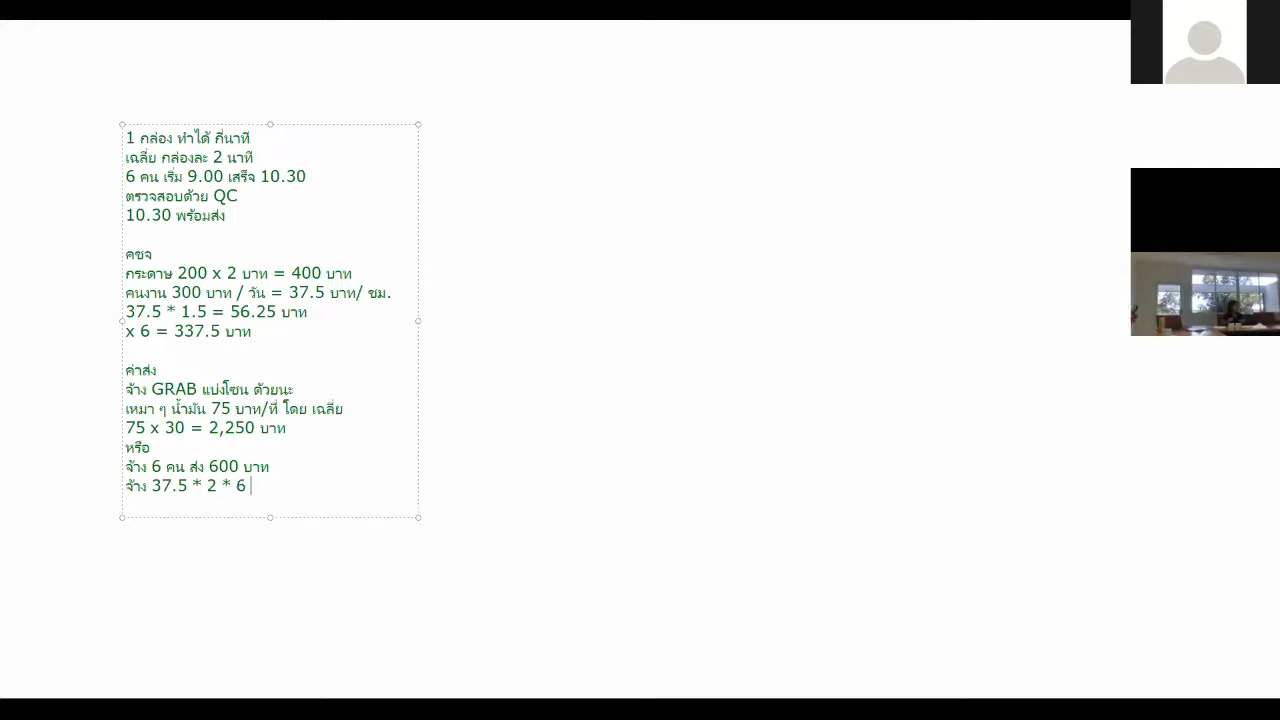 1 กล่อง ทำได้ กี่นาที
เฉลี่ย กล่องละ 2 นาที
6 คน เริ่ม 9.00 เสร็จ 10.30
ตรวจสอบด้วย QC
10.30 พร้อมส่ง
คชจ
กระดาษ 200 x 2 บาท = 400 บาท
คนงาน 300 บาท / วัน = 37.5 บาท/ ชม.
37.5 * 1.5 = 56.25 บาท
x 6 = 337.5 บาท
ค่าส่ง
จ้าง GRAB แบ่งโซน ด้วยนะ
เหมา ๆ น้ำมัน 75 บาท/ที่ โดย เฉลี่ย
75 x 30 = 2,250 บาท
หรือ
จ้าง 6 คน ส่ง 600 บาท
จ้าง 37.5 * 2 * 6